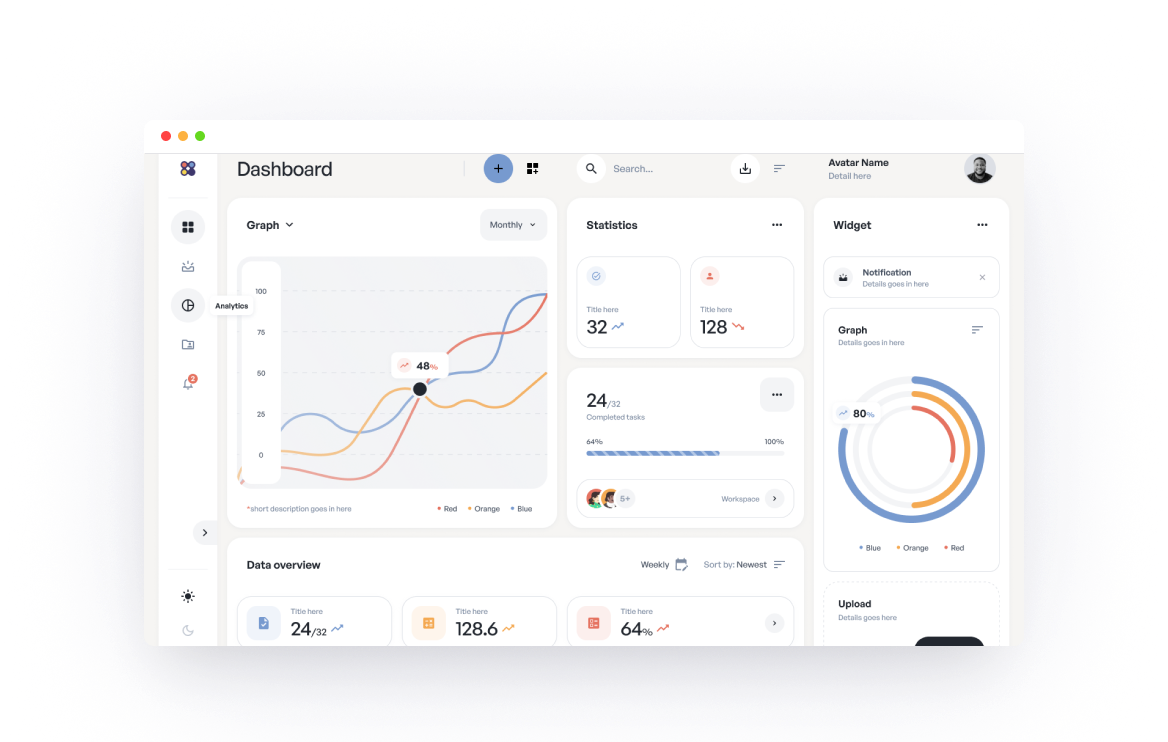 Dashboard
+
Search...
Avatar Name
Detail here
Analytics
2
Graph
Monthly
100
75
50
25
0
48%
*short description goes in here
Red
Orange
Blue
Statistics
Title here
32
Title here
128
24/32
Completed tasks
64%
100%
5+
Workspace
Widget
Notification
Details goes in here
Graph
Details goes in here
80%
Blue
Orange
Red
Upload
Details goes here
Data overview
Weekly
Sort by: Newest
Title here
24/32
Title here
128.6
Title here
64%